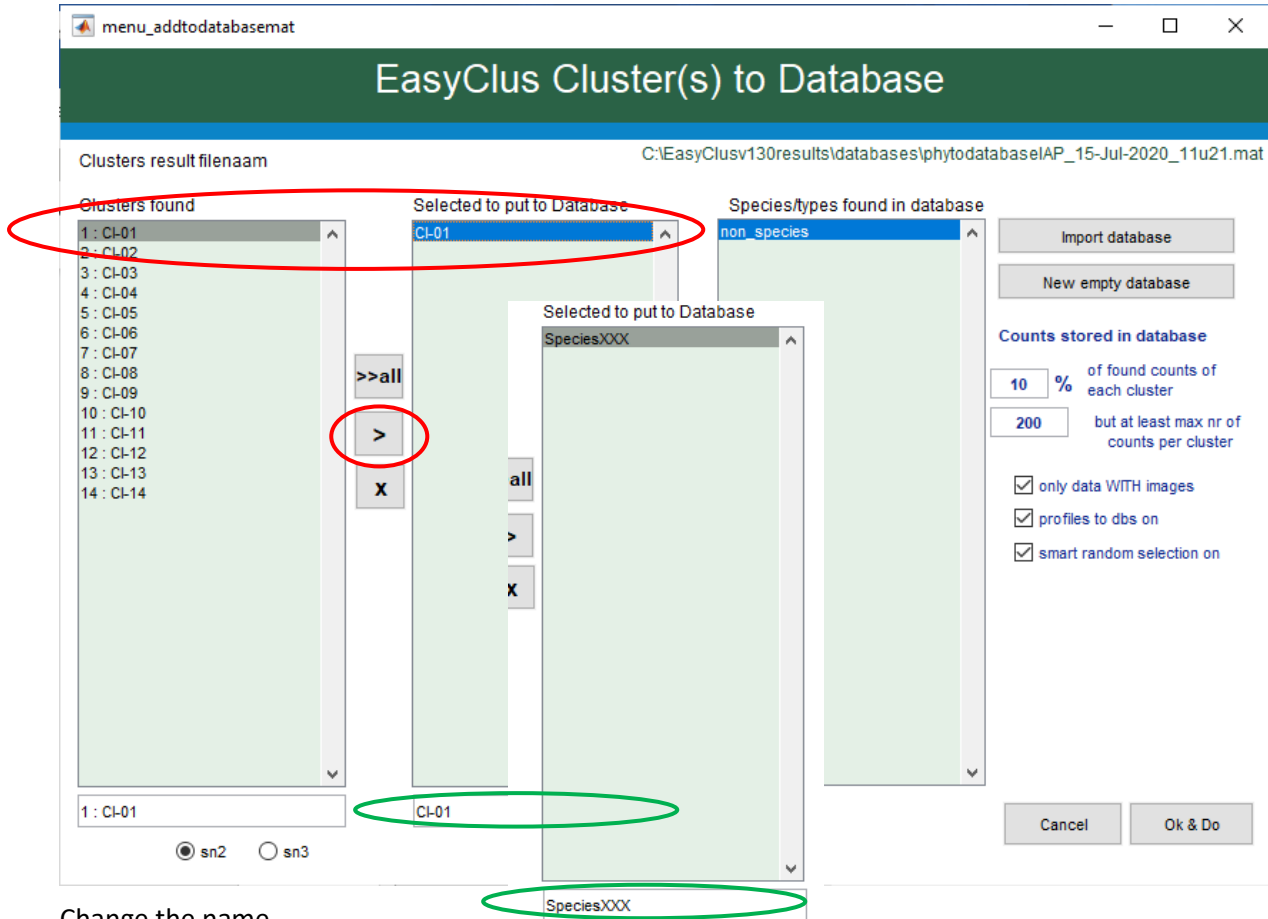 menu_addtodatabasemat
EasyClus Cluster(s) to Database
Clusters result filenaam
C:\EasyClusv130results\databases\phytodatabaseIAP_15-Jul-2020_11u21.mat
Clusters found
1 : Cl-01
2 : Cl-02
3 : Cl-03
4 : Cl-04
5 : Cl-05
6 : Cl-06
7 : Cl-07
8 : Cl-08
9 : Cl-09
10 : Cl-10
11 : Cl-11
12 : Cl-12
13 : Cl-13
14 : Cl-14
1 : Cl-01
sn2
sn3
>>all
>
x
Selected to put to Database
Cl-01
Cl-01
Selected to put to Database
SpeciesXXX
all
>
x
SpeciesXXX
Species/types found in database
non_species
Import database
New empty database
Counts stored in database
10 % of found counts of
each cluster
200 but at least max nr of
counts per cluster
only data WITH images
profiles to dbs on
smart random selection on
Cancel
Ok & Do
Change the name